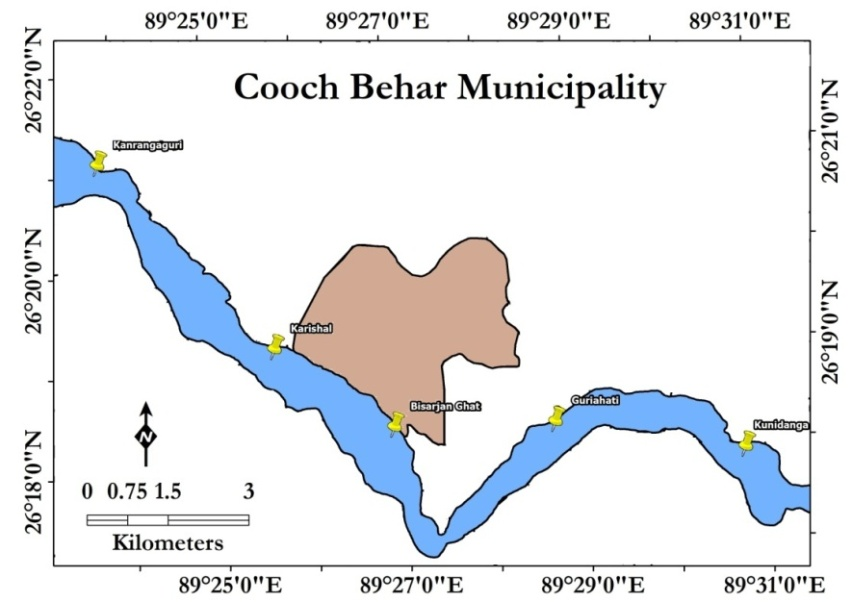 89°25'0"E 89°27'0"E 89°29'0"E 89°31'0"E
Cooch Behar Municipality
26°22'0"N
26°20'0"N
26°18'0"N
26°21'0"N
26°19'0"N
Kanrangaguri
Karishal
Bisarjan Ghat
Guriahati
Kunidanga
N
0 0.75 1.5 3
Kilometers
89°25'0"E 89°27'0"E 89°29'0"E 89°31'0"E